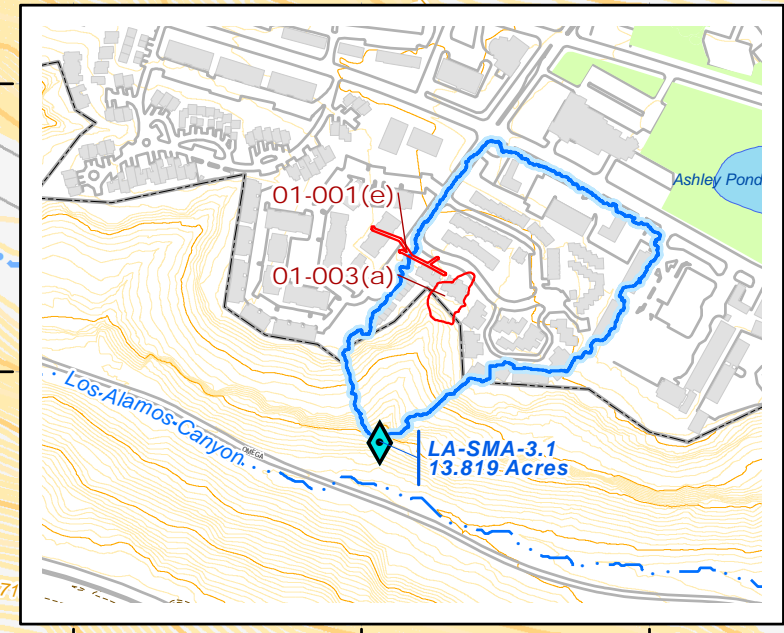 Ashley Pond
01-001(e)
01-003(a)
Los Alamos Canyon
OMEGA
LA-SMA-3.1
13.819 Acres